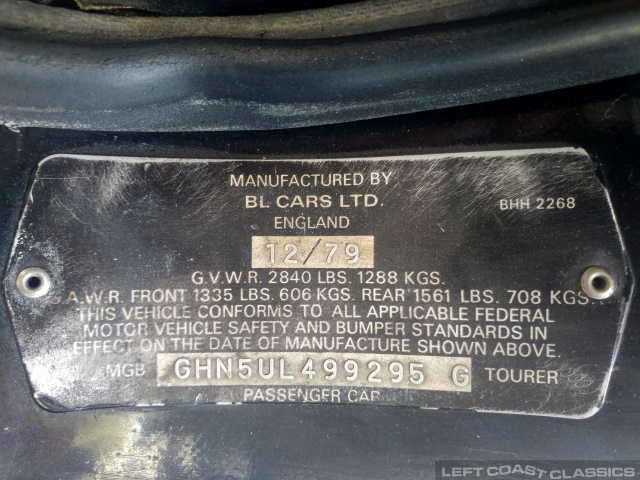 MANUFACTURED BY
BL CARS LTD.
BHH 2268
ENGLAND
12/79
G.V.W.R. 2840 LBS. 1288 KGS.
G.A.W.R. FRONT 1335 LBS. 606 KGS. REAR 1561 LBS. 708 KGS.
THIS VEHICLE CONFORMS TO ALL APPLICABLE FEDERAL
MOTOR VEHICLE SAFETY AND BUMPER STANDARDS IN
EFFECT ON THE DATE OF MANUFACTURE SHOWN ABOVE.
MGB GHN5UL499295 G TOURER
PASSENGER CAR
LEFT COAST CLASSICS